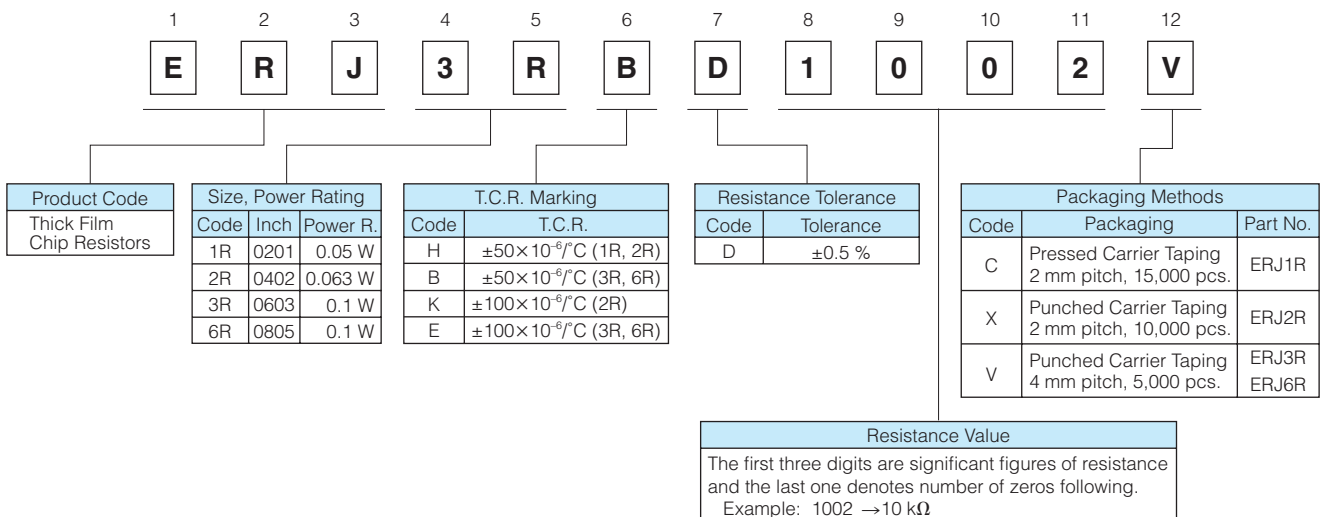 1 2 3 4 5 6 7 8 9 10 11 12
E R J 3 R B D 1 0 0 2 V
Product Code
Thick Film
Chip Resistors
Size, Power Rating
Code Inch Power R.
1R 0201 0.05 W
2R 0402 0.063 W
3R 0603 0.1 W
6R 0805 0.1 W
T.C.R. Marking
Code T.C.R.
H ±50×10⁻⁶/°C (1R, 2R)
B ±50×10⁻⁶/°C (3R, 6R)
K ±100×10⁻⁶/°C (2R)
E ±100×10⁻⁶/°C (3R, 6R)
Resistance Tolerance
Code Tolerance
D ±0.5 %
Packaging Methods
Code Packaging Part No.
C Pressed Carrier Taping
2 mm pitch, 15,000 pcs. ERJ1R
X Punched Carrier Taping
2 mm pitch, 10,000 pcs. ERJ2R
V Punched Carrier Taping ERJ3R
4 mm pitch, 5,000 pcs. ERJ6R
Resistance Value
The first three digits are significant figures of resistance
and the last one denotes number of zeros following.
Example: 1002 →10 kΩ